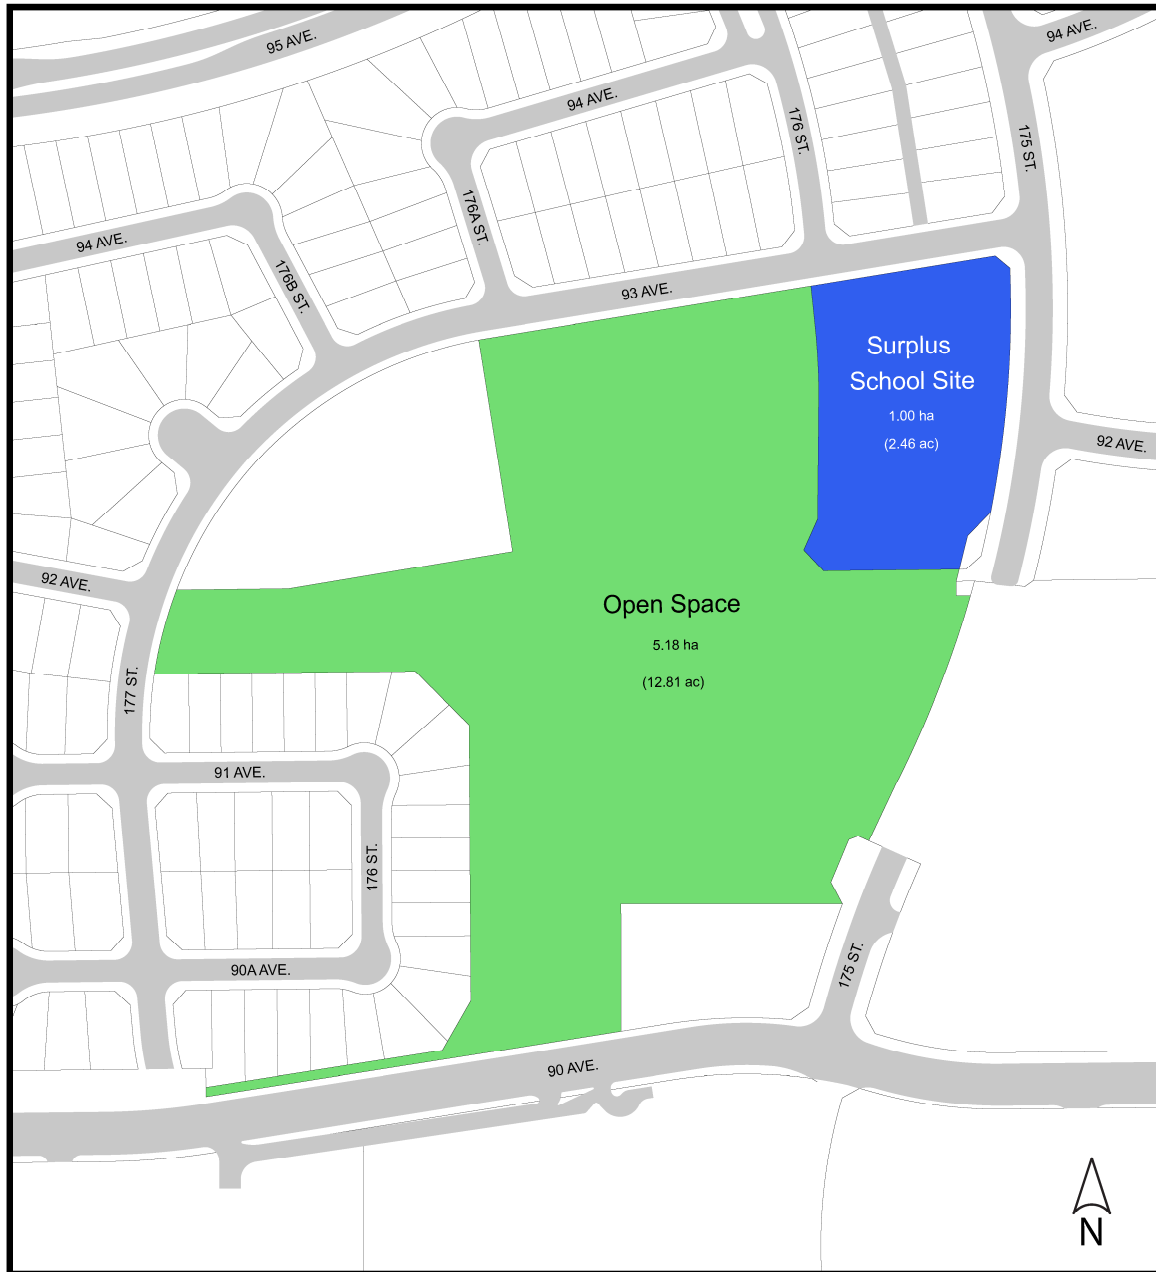 95 AVE.
94 AVE.
94 AVE.
176 ST.
175 ST.
176A ST.
94 AVE.
176B ST.
93 AVE.
Surplus
School Site
1.00 ha
(2.46 ac)
92 AVE.
92 AVE.
Open Space
5.18 ha
(12.81 ac)
177 ST.
91 AVE.
176 ST.
90A AVE.
175 ST.
90 AVE.
N